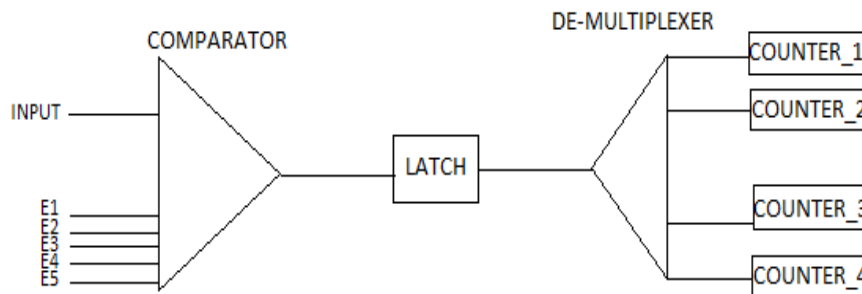 COMPARATOR
DE-MULTIPLEXER
INPUT
E1
E2
E3
E4
E5
LATCH
COUNTER_1
COUNTER_2
COUNTER_3
COUNTER_4